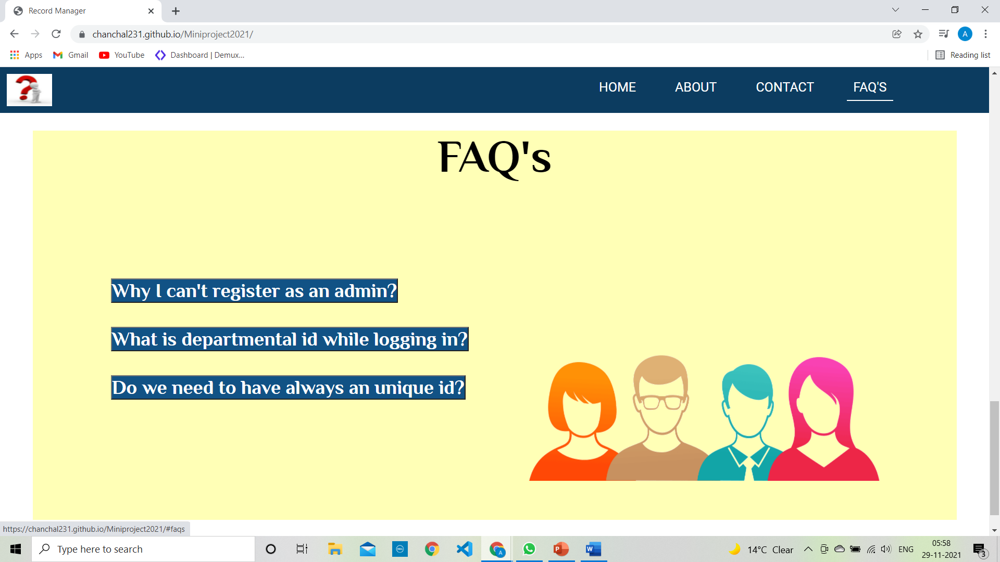 Record Manager
chanchal231.github.io/Miniproject2021/
A
Apps
Gmail
YouTube
Dashboard | Demux...
Reading list
HOME
ABOUT
CONTACT
FAQ'S
FAQ's
Why I can't register as an admin?
What is departmental id while logging in?
Do we need to have always an unique id?
https://chanchal231.github.io/Miniproject2021/#faqs
Type here to search
DELL
A
P
W
14°C Clear
ENG
05:58
29-11-2021
3